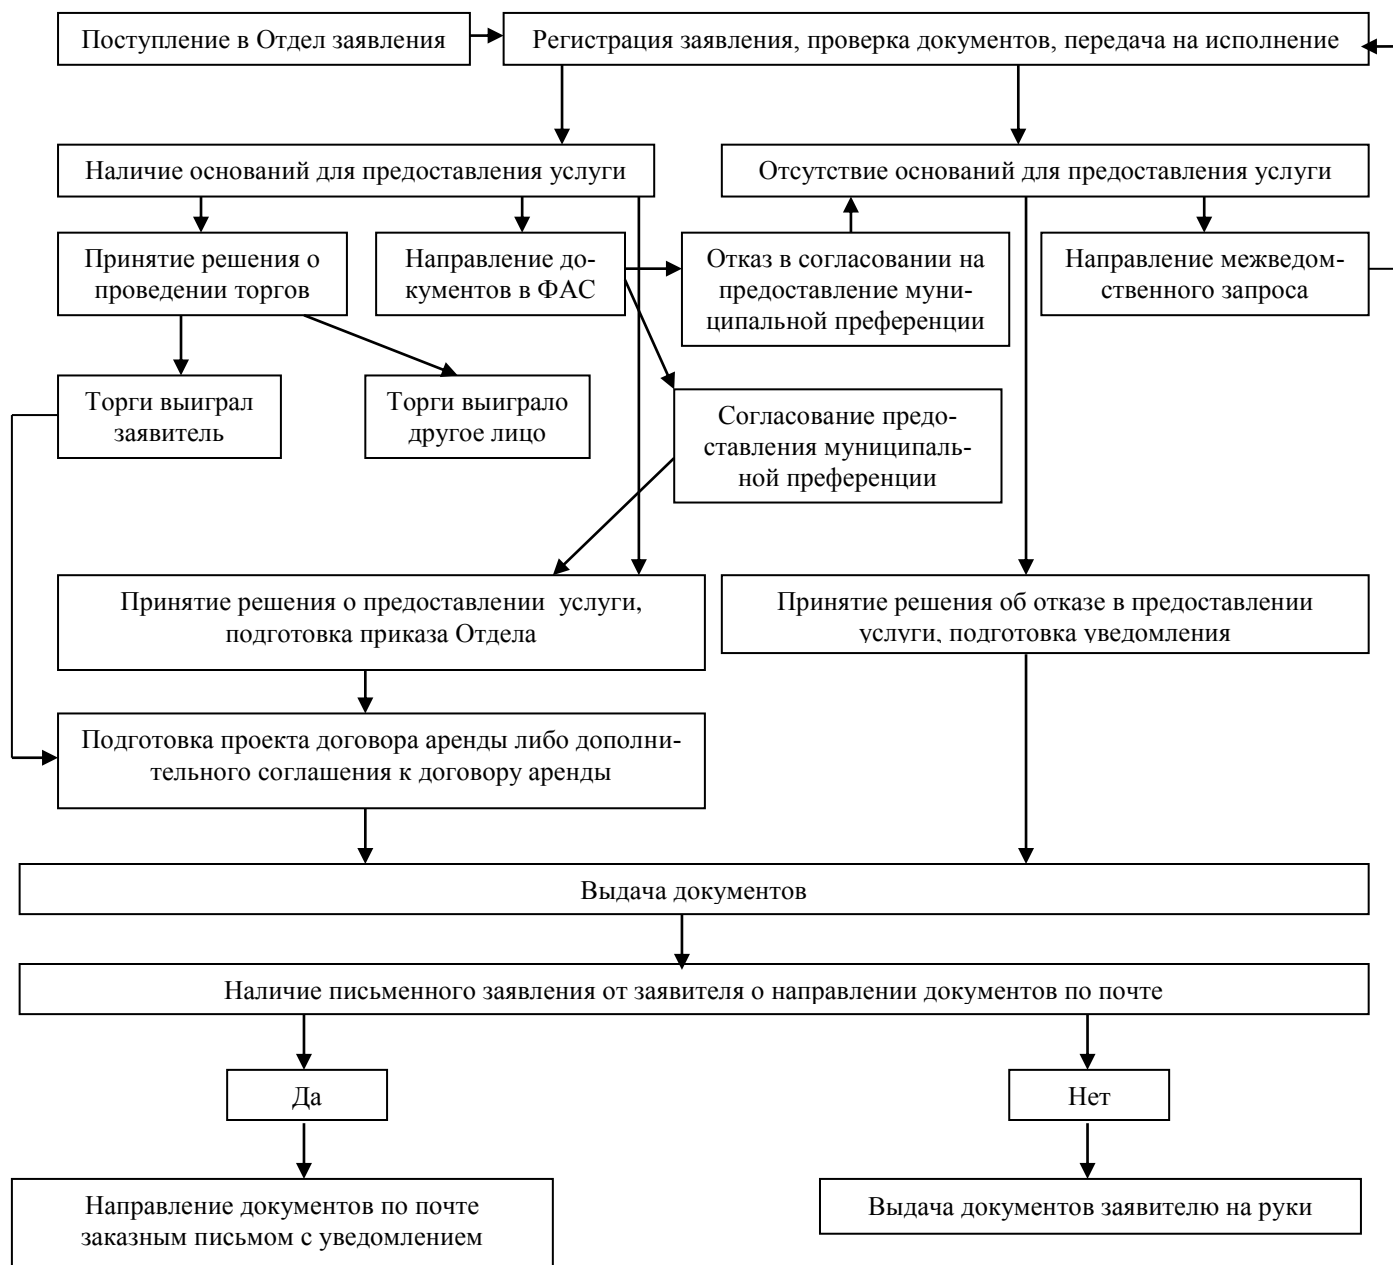 Поступление в Отдел заявления
Регистрация заявления, проверка документов, передача на исполнение
Наличие оснований для предоставления услуги
Отсутствие оснований для предоставления услуги
Принятие решения о
проведении торгов
Направление до-
кументов в ФАС
Отказ в согласовании на
предоставление муни-
ципальной преференции
Направление межведом-
ственного запроса
Торги выиграл
заявитель
Торги выиграло
другое лицо
Согласование предо-
ставления муниципаль-
ной преференции
Принятие решения о предоставлении  услуги,
подготовка приказа Отдела
Принятие решения об отказе в предоставлении
услуги, подготовка уведомления
Подготовка проекта договора аренды либо дополни-
тельного соглашения к договору аренды
Выдача документов
Наличие письменного заявления от заявителя о направлении документов по почте
Да
Нет
Направление документов по почте
заказным письмом с уведомлением
Выдача документов заявителю на руки